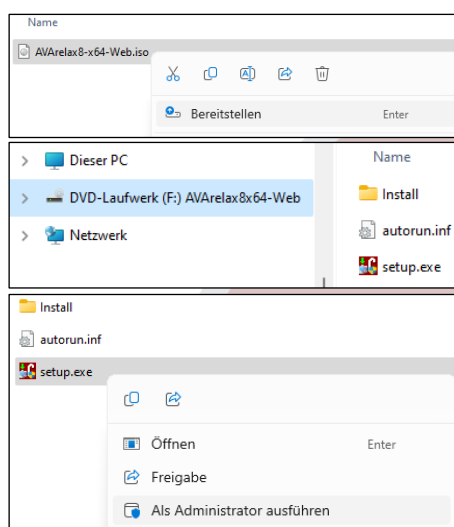 Name
AVArelax8-x64-Web.iso
Bereitstellen Enter
Dieser PC
DVD-Laufwerk (F:) AVArelax8x64-Web
Netzwerk
Name
Install
autorun.inf
setup.exe
Install
autorun.inf
setup.exe
Öffnen Enter
Freigabe
Als Administrator ausführen